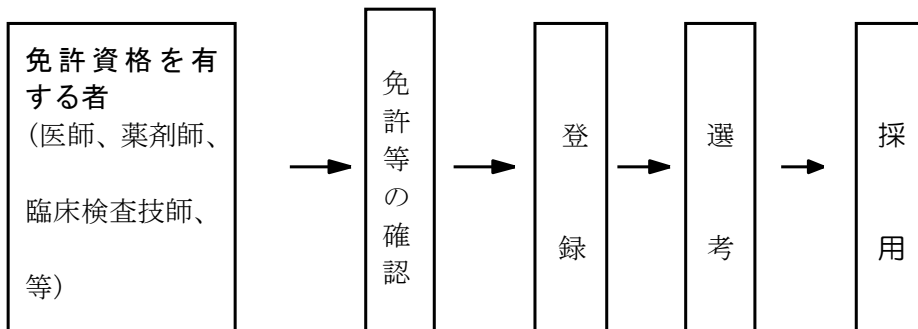 免許資格を有
する者
（医師、薬剤師、
臨床検査技師、
等）
免許等の確認
登録
選考
採用